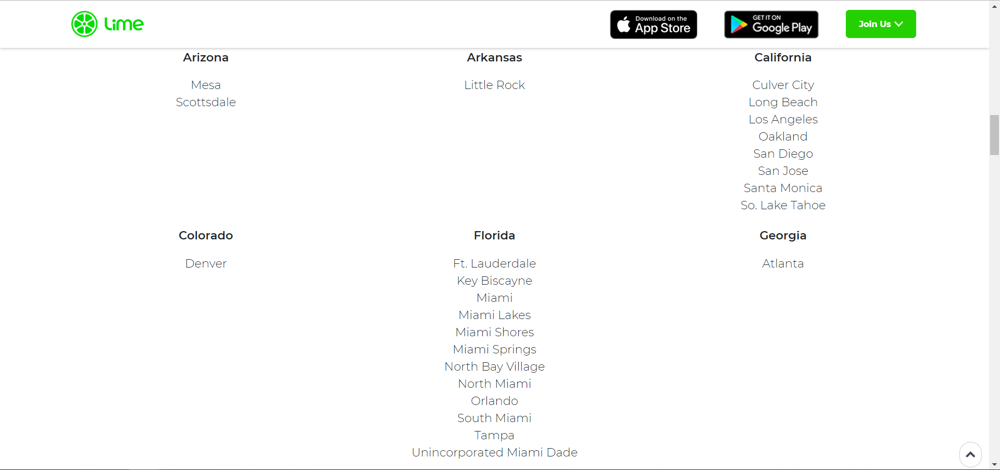 Lime
Download on the
App Store
GET IT ON
Google Play
Join Us
Arizona
Mesa
Scottsdale
Arkansas
Little Rock
California
Culver City
Long Beach
Los Angeles
Oakland
San Diego
San Jose
Santa Monica
So. Lake Tahoe
Colorado
Denver
Florida
Ft. Lauderdale
Key Biscayne
Miami
Miami Lakes
Miami Shores
Miami Springs
North Bay Village
North Miami
Orlando
South Miami
Tampa
Unincorporated Miami Dade
Georgia
Atlanta